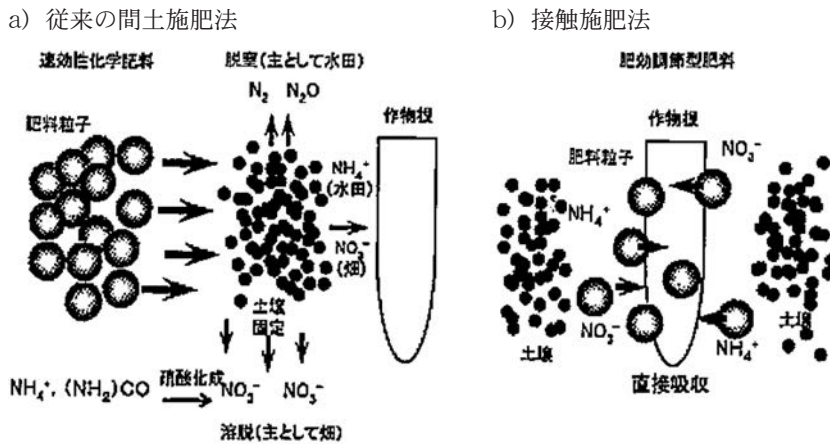 a) 従来の間土施肥法
速効性化学肥料
肥料粒子
脱窒(主として水田)
N₂ N₂O
作物根
NH₄⁺
(水田)
NO₃⁻
(畑)
土壌
固定
NH₄⁺, (NH₂)CO
硝酸化成
NO₃⁻ NO₃⁻
溶脱(主として畑)
b) 接触施肥法
肥効調節型肥料
作物根
肥料粒子
NO₃⁻
NH₄⁺
NO₃⁻
NH₄⁺
土壌
土壌
直接吸収